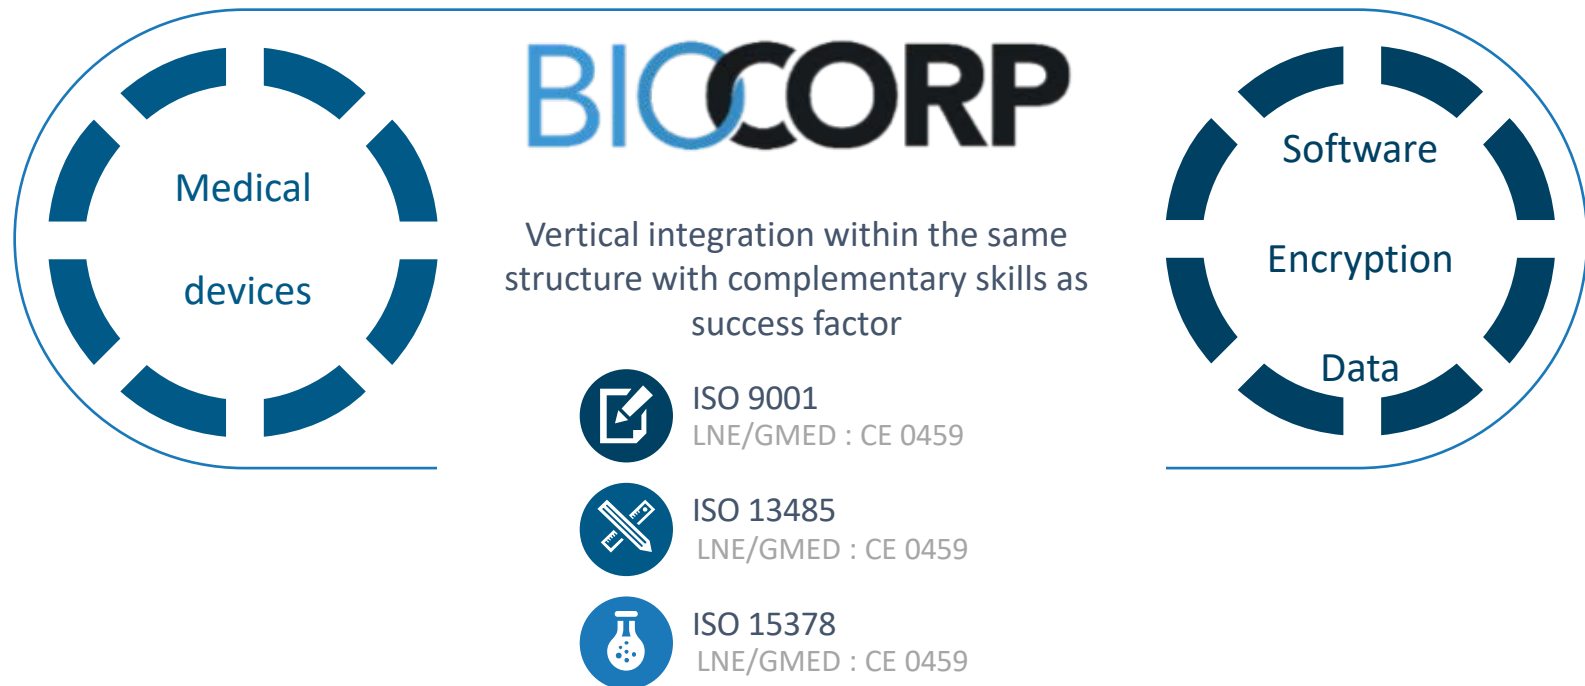 Medical
devices
BIOCORP
Vertical integration within the same
structure with complementary skills as
success factor
ISO 9001
LNE/GMED : CE 0459
ISO 13485
LNE/GMED : CE 0459
ISO 15378
LNE/GMED : CE 0459
Software
Encryption
Data